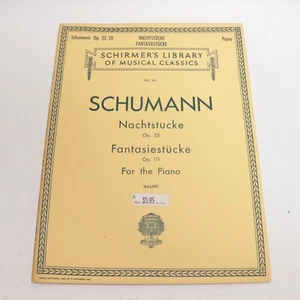 Schumann, Op. 23, 111
NACHTSTÜCKE
FANTASIESTÜCKE
Piano
SCHIRMER'S LIBRARY
OF MUSICAL CLASSICS
SCHUMANN
Nachtstücke
Op. 23
Fantasiestücke
Op. 111
For the Piano
(BAUER)
$5.95